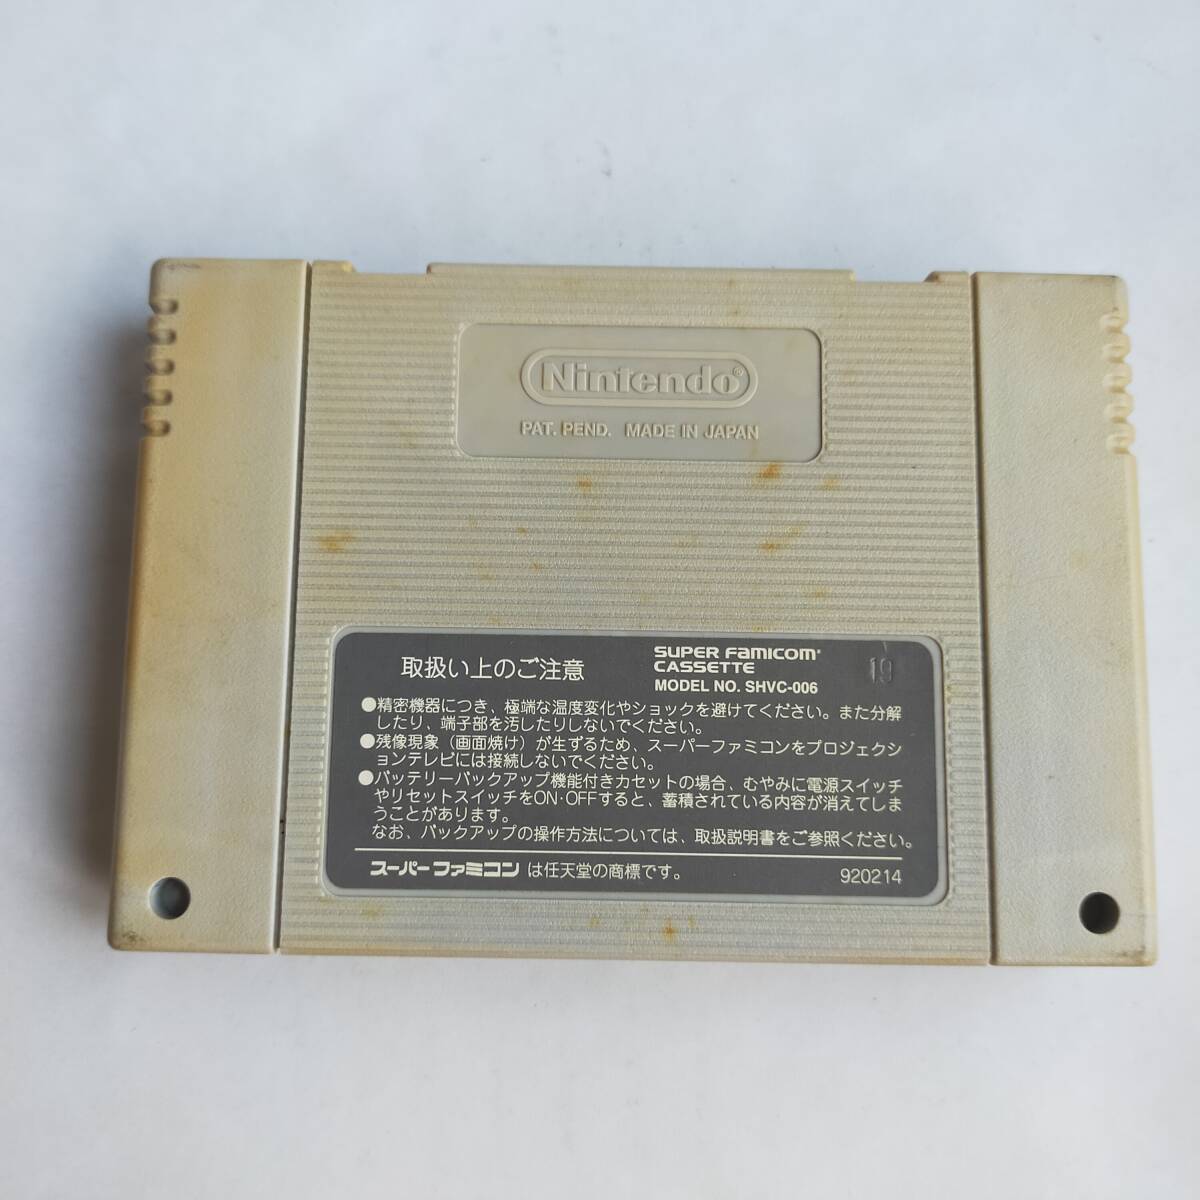 Nintendo®
PAT. PEND. MADE IN JAPAN
取扱い上のご注意
SUPER FAMICOM®
CASSETTE
MODEL NO. SHVC-006
19
●精密機器につき、極端な温度変化やショックを避けてください。また分解
したり、端子部を汚したりしないでください。
●残像現象（画面焼け）が生ずるため、スーパーファミコンをプロジェクシ
ョンテレビには接続しないでください。
●バッテリーバックアップ機能付きカセットの場合、むやみに電源スイッチ
やリセットスイッチをON・OFFすると、蓄積されている内容が消えてしま
うことがあります。
なお、バックアップの操作方法については、取扱説明書をご参照ください。
スーパーファミコン は任天堂の商標です。
920214